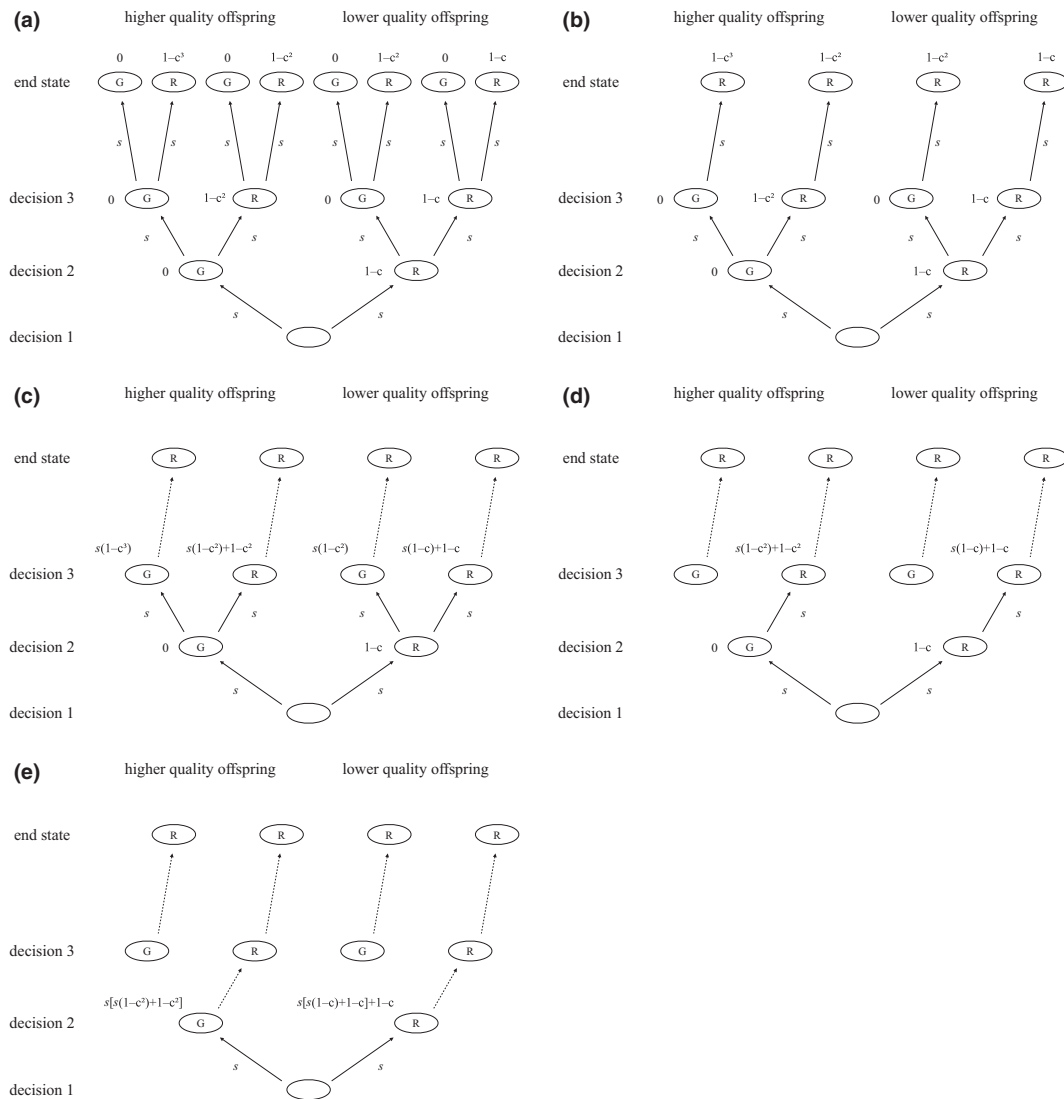 (a)
higher quality offspring lower quality offspring
0 1–c³ 0 1–c² 0 1–c² 0 1–c
end state G R G R G R G R
s s s s s s s s
decision 3 0 G 1–c² R 0 G 1–c R
s s s s
decision 2 0 G 1–c R
s s
decision 1
(b)
higher quality offspring lower quality offspring
1–c³ 1–c² 1–c² 1–c
end state R R R R
s s s s
decision 3 0 G 1–c² R 0 G 1–c R
s s s s
decision 2 0 G 1–c R
s s
decision 1
(c)
higher quality offspring lower quality offspring
end state R R R R
s(1–c³) s(1–c²)+1–c² s(1–c²) s(1–c)+1–c
decision 3 G R G R
s s s s
decision 2 0 G 1–c R
s s
decision 1
(d)
higher quality offspring lower quality offspring
end state R R R R
s(1–c²)+1–c² s(1–c)+1–c
decision 3 G R G R
s s
decision 2 0 G 1–c R
s s
decision 1
(e)
higher quality offspring lower quality offspring
end state R R R R
decision 3 G R G R
s[s(1–c²)+1–c²] s[s(1–c)+1–c]+1–c
decision 2 G R
s s
decision 1